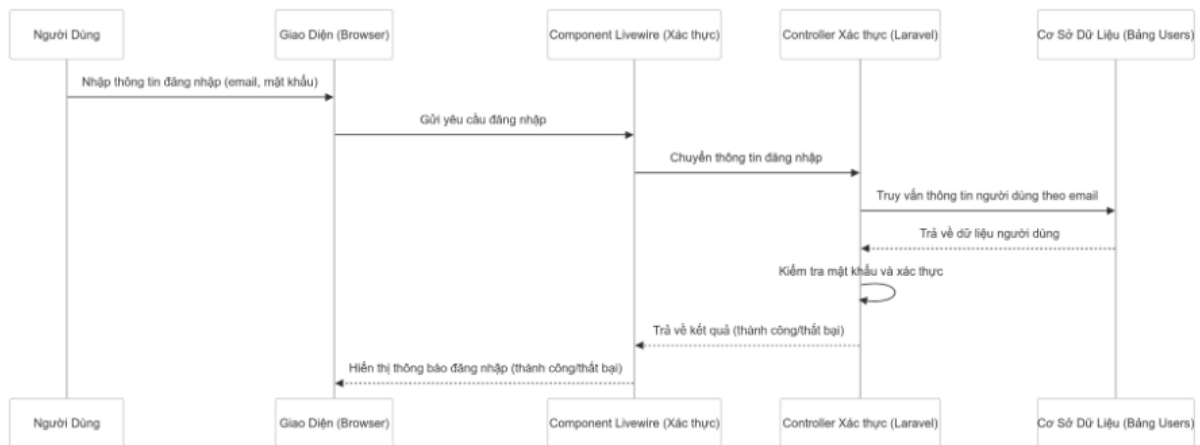 Người Dùng
Giao Diện (Browser)
Component Livewire (Xác thực)
Controller Xác thực (Laravel)
Cơ Sở Dữ Liệu (Bảng Users)
Nhập thông tin đăng nhập (email, mật khẩu)
Gửi yêu cầu đăng nhập
Chuyển thông tin đăng nhập
Truy vấn thông tin người dùng theo email
Trả về dữ liệu người dùng
Kiểm tra mật khẩu và xác thực
Trả về kết quả (thành công/thất bại)
Hiển thị thông báo đăng nhập (thành công/thất bại)
Người Dùng
Giao Diện (Browser)
Component Livewire (Xác thực)
Controller Xác thực (Laravel)
Cơ Sở Dữ Liệu (Bảng Users)